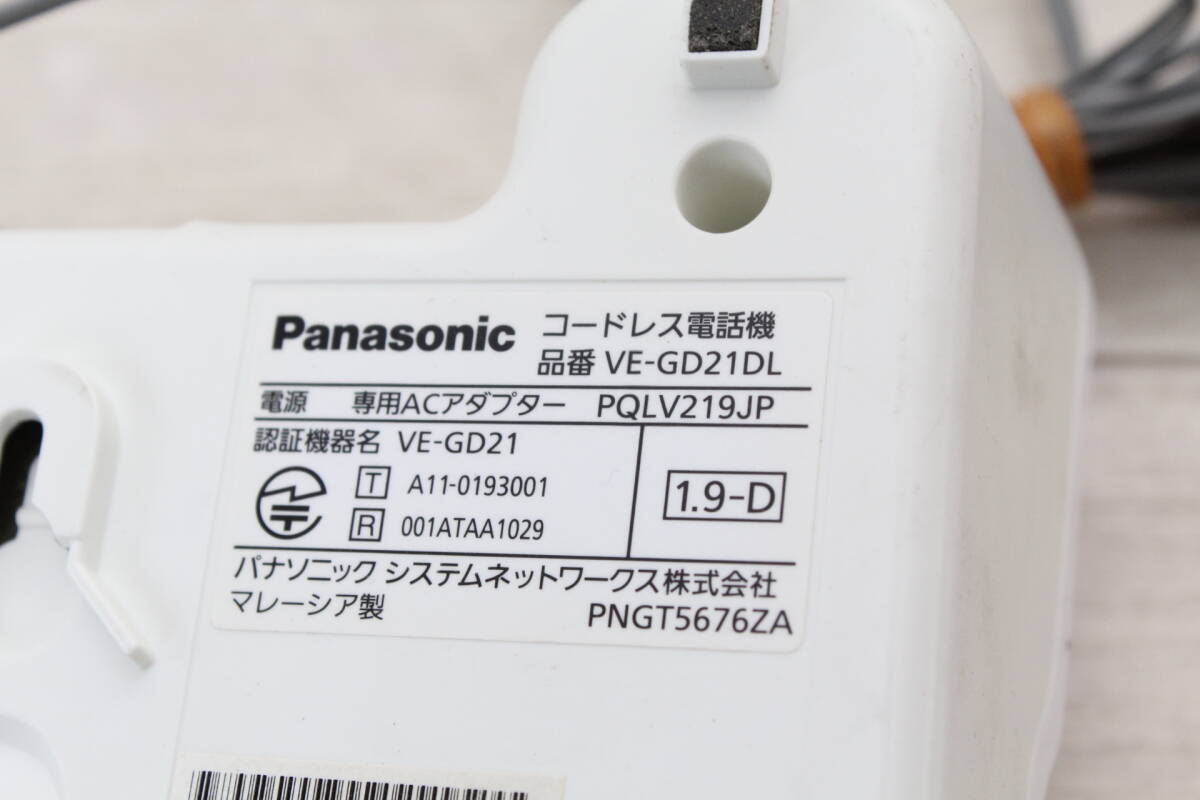 Panasonic コードレス電話機
品番 VE-GD21DL
電源 専用ACアダプター PQLV219JP
認証機器名 VE-GD21
T A11-0193001
R 001ATAA1029
1.9-D
パナソニック システムネットワークス株式会社
マレーシア製 PNGT5676ZA